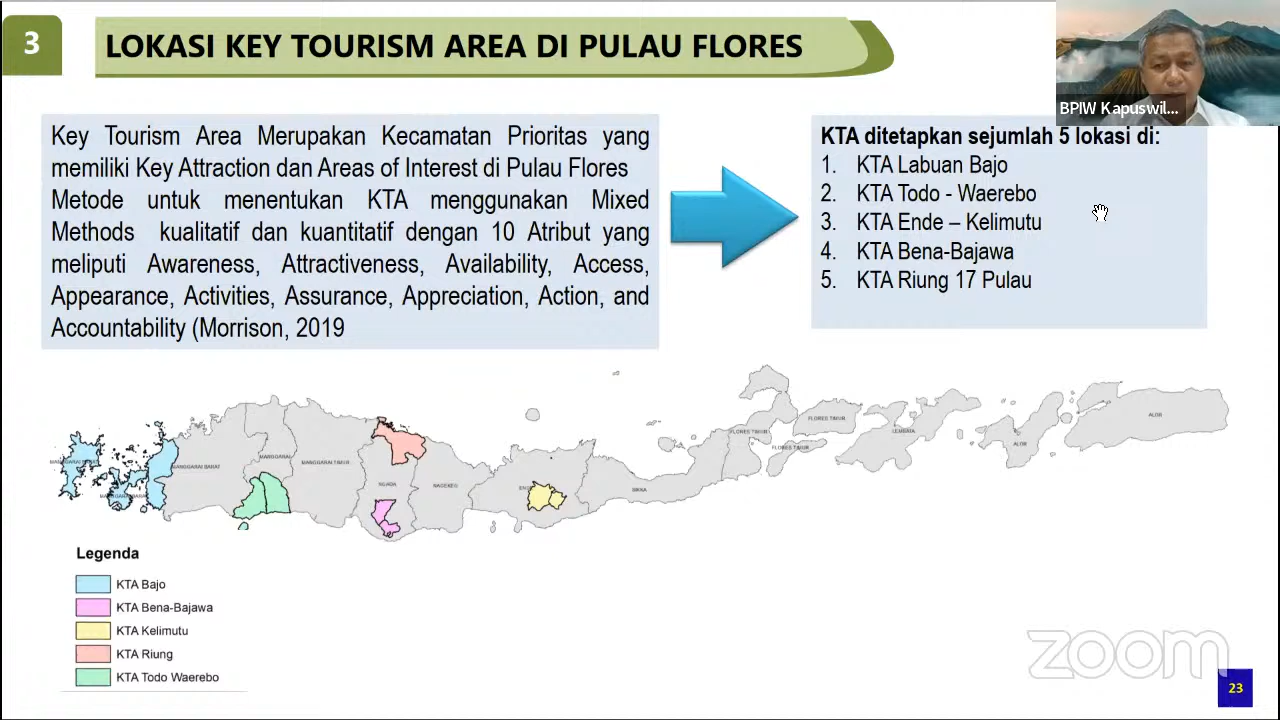 3
LOKASI KEY TOURISM AREA DI PULAU FLORES
BPIW Kapuswil...
Key Tourism Area Merupakan Kecamatan Prioritas yang
memiliki Key Attraction dan Areas of Interest di Pulau Flores
Metode untuk menentukan KTA menggunakan Mixed
Methods kualitatif dan kuantitatif dengan 10 Atribut yang
meliputi Awareness, Attractiveness, Availability, Access,
Appearance, Activities, Assurance, Appreciation, Action, and
Accountability (Morrison, 2019
KTA ditetapkan sejumlah 5 lokasi di:
1. KTA Labuan Bajo
2. KTA Todo - Waerebo
3. KTA Ende – Kelimutu
4. KTA Bena-Bajawa
5. KTA Riung 17 Pulau
MANGGARAI BARAT
MANGGARAI
MANGGARAI TIMUR
NGADA
NAGEKEO
SIKKA
FLORES TIMUR
FLORES TIMUR
FLORES TIMUR
LEMBATA
ALOR
ALOR
Legenda
KTA Bajo
KTA Bena-Bajawa
KTA Kelimutu
KTA Riung
KTA Todo Waerebo
zoom
23